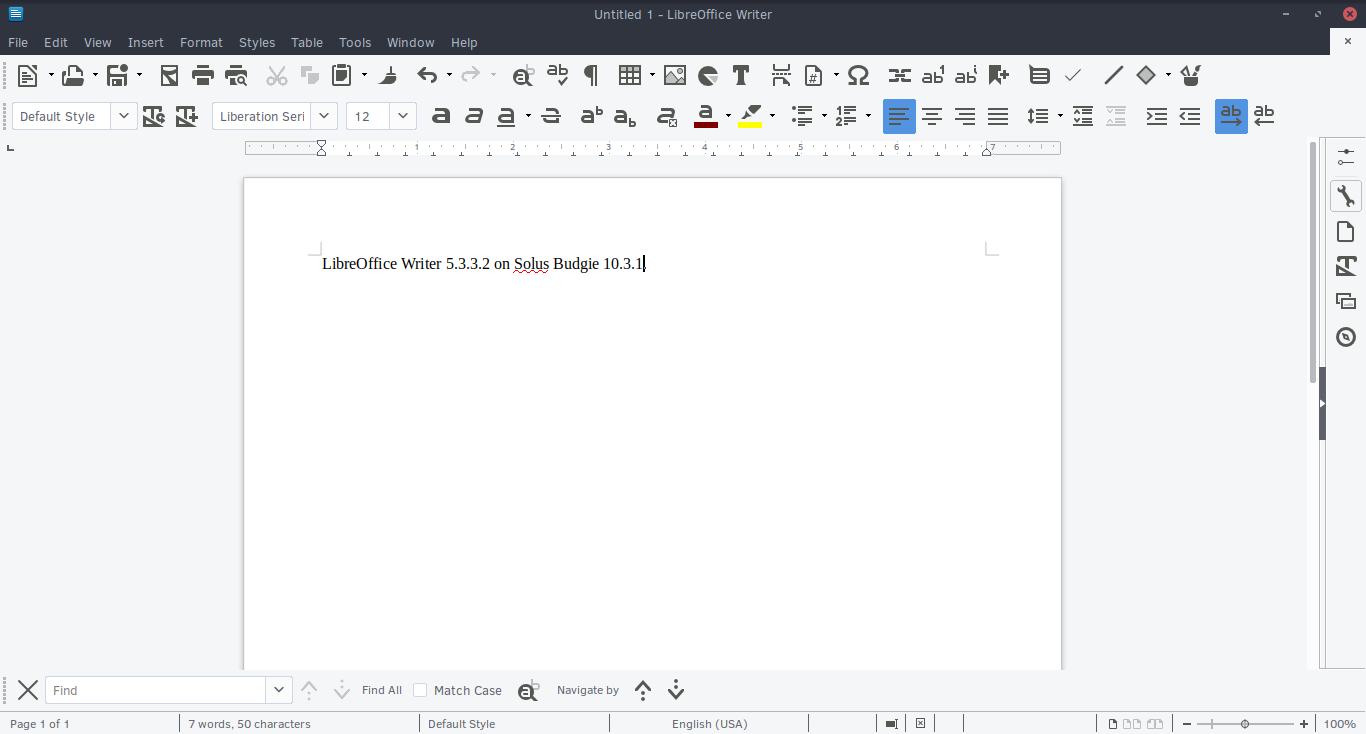 Untitled 1 - LibreOffice Writer
File Edit View Insert Format Styles Table Tools Window Help
Default Style Liberation Seri 12
1 2 3 4 5 6 7
LibreOffice Writer 5.3.3.2 on Solus Budgie 10.3.1.
Find Find All Match Case Navigate by
Page 1 of 1 7 words, 50 characters Default Style English (USA) 100%